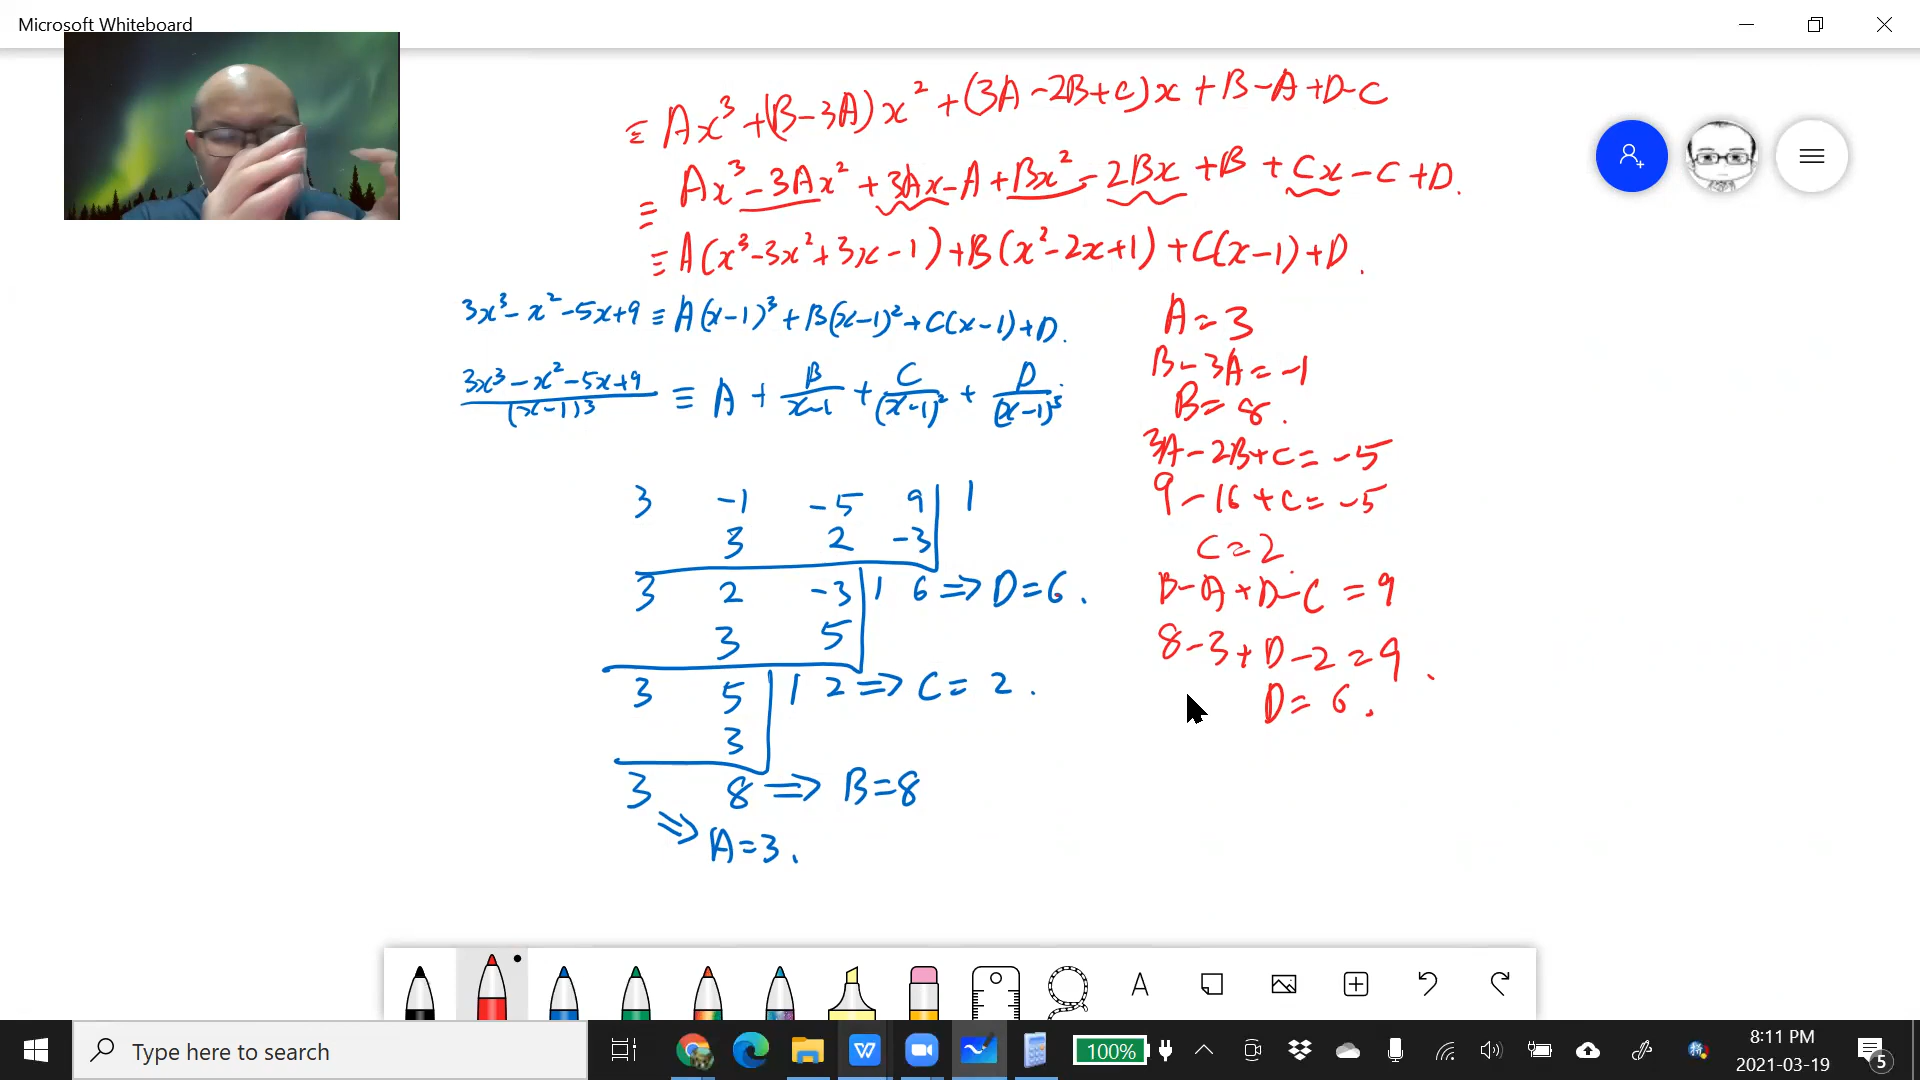 Microsoft Whiteboard
≡ Ax³ + (B-3A)x² + (3A-2B+C)x + B-A+D-C
≡ Ax³ - 3Ax² + 3Ax - A + Bx² - 2Bx + B + Cx - C + D.
≡ A(x³-3x²+3x-1) + B(x²-2x+1) + C(x-1) + D.
3x³-x²-5x+9 ≡ A(x-1)³ + B(x-1)² + C(x-1) + D.
(3x³-x²-5x+9)/(x-1)³ ≡ A + B/(x-1) + C/(x-1)² + D/(x-1)³
3 -1 -5 9 | 1
3 2 -3
3 2 -3 | 1 6 => D=6.
3 5
3 5 | 1 2 => C = 2.
3
3 8 => B=8
=> A=3.
A=3
B-3A=-1
B=8.
3A-2B+C=-5
9-16+C=-5
C=2.
B-A+D-C=9
8-3+D-2=9.
D=6.
A
Type here to search
100%
8:11 PM
2021-03-19
5